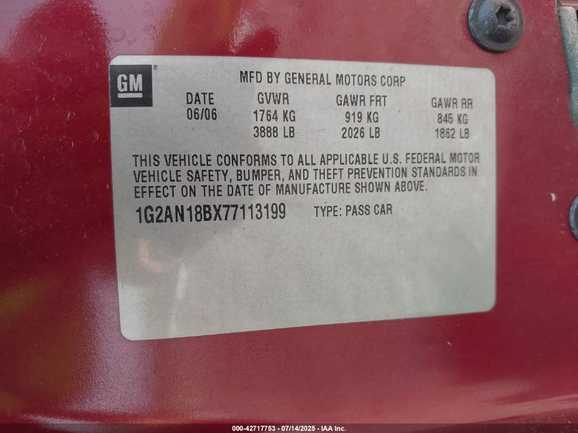 GM
MFD BY GENERAL MOTORS CORP
DATE GVWR GAWR FRT GAWR RR
06/06 1764 KG 919 KG 845 KG
3888 LB 2026 LB 1862 LB
THIS VEHICLE CONFORMS TO ALL APPLICABLE U.S. FEDERAL MOTOR
VEHICLE SAFETY, BUMPER, AND THEFT PREVENTION STANDARDS IN
EFFECT ON THE DATE OF MANUFACTURE SHOWN ABOVE.
1G2AN18BX77113199 TYPE: PASS CAR
000-42717753 - 07/14/2025 - IAA Inc.